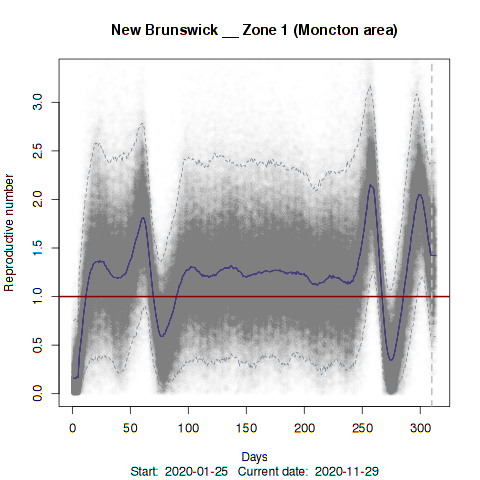 New Brunswick __ Zone 1 (Moncton area)
Reproductive number
3.0
2.5
2.0
1.5
1.0
0.5
0.0
0 50 100 150 200 250 300
Days
Start: 2020-01-25 Current date: 2020-11-29